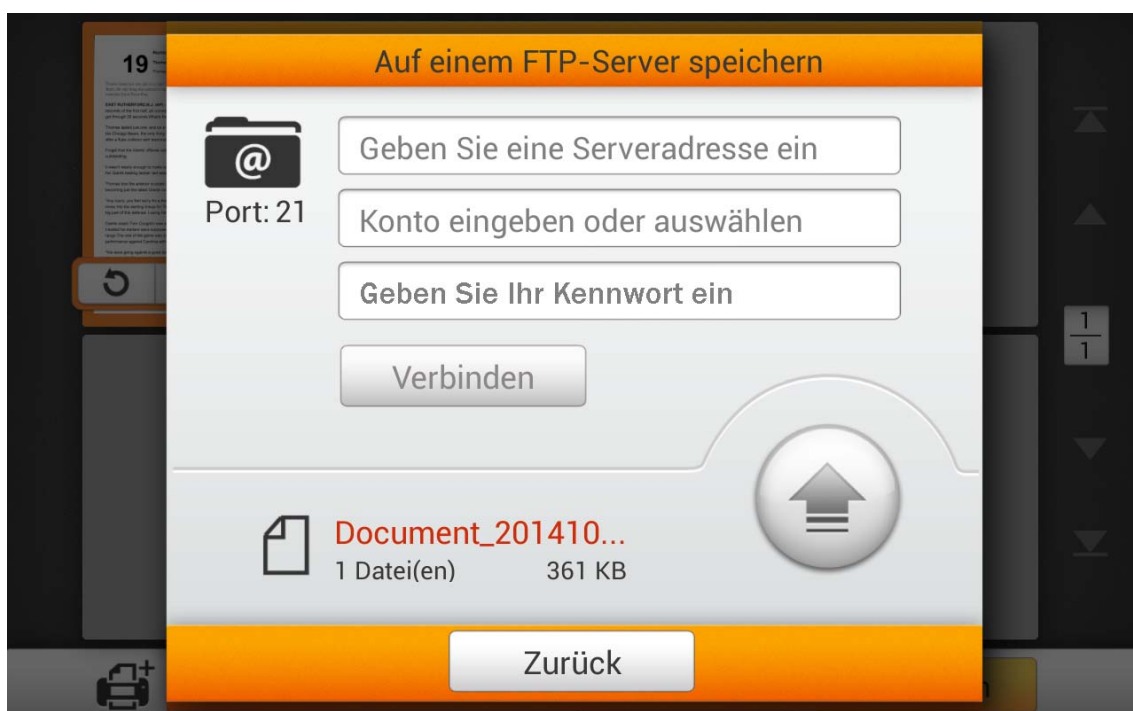 19
Auf einem FTP-Server speichern
@
Port: 21
Geben Sie eine Serveradresse ein
Konto eingeben oder auswählen
Geben Sie Ihr Kennwort ein
Verbinden
1
1
Document_201410...
1 Datei(en) 361 KB
Zurück
n